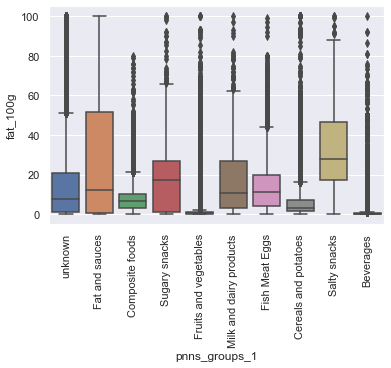 100
80
60
40
20
0
fat_100g
unknown
Fat and sauces
Composite foods
Sugary snacks
Fruits and vegetables
Milk and dairy products
Fish Meat Eggs
Cereals and potatoes
Salty snacks
Beverages
pnns_groups_1